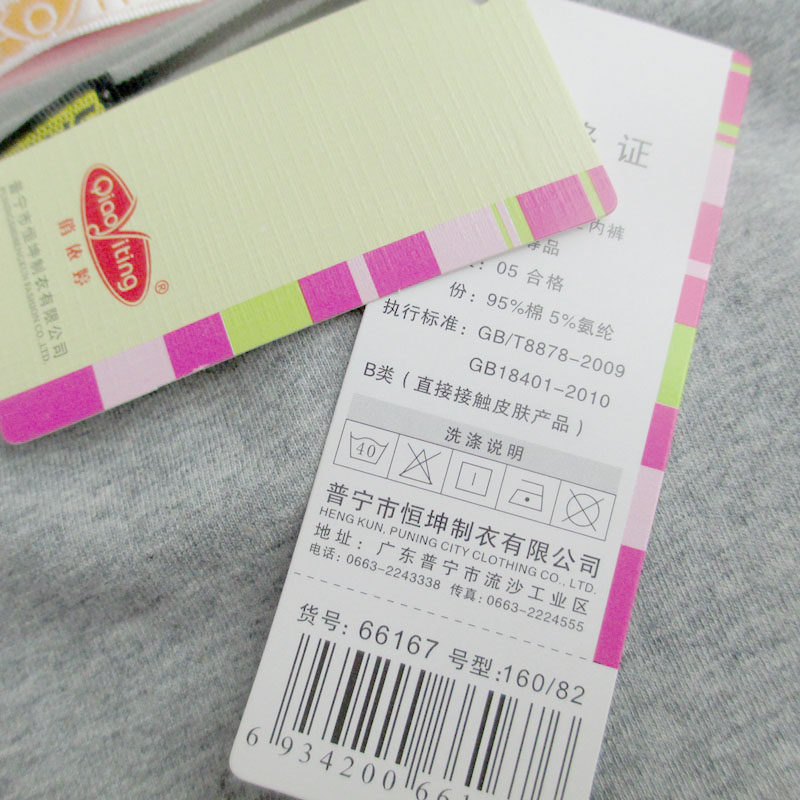 Qiao Yiting
俏依婷
®
普宁市恒坤制衣有限公司
证
内裤
等品
: 05 合格
份: 95%棉 5%氨纶
执行标准: GB/T8878-2009
GB18401-2010
B类（直接接触皮肤产品）
洗涤说明
40
普宁市恒坤制衣有限公司
HENG KUN. PUNING CITY CLOTHING CO., LTD.
地址: 广东普宁市流沙工业区
电话: 0663-2243338 传真: 0663-2224555
货号: 66167 号型:160/82
6 934200 661